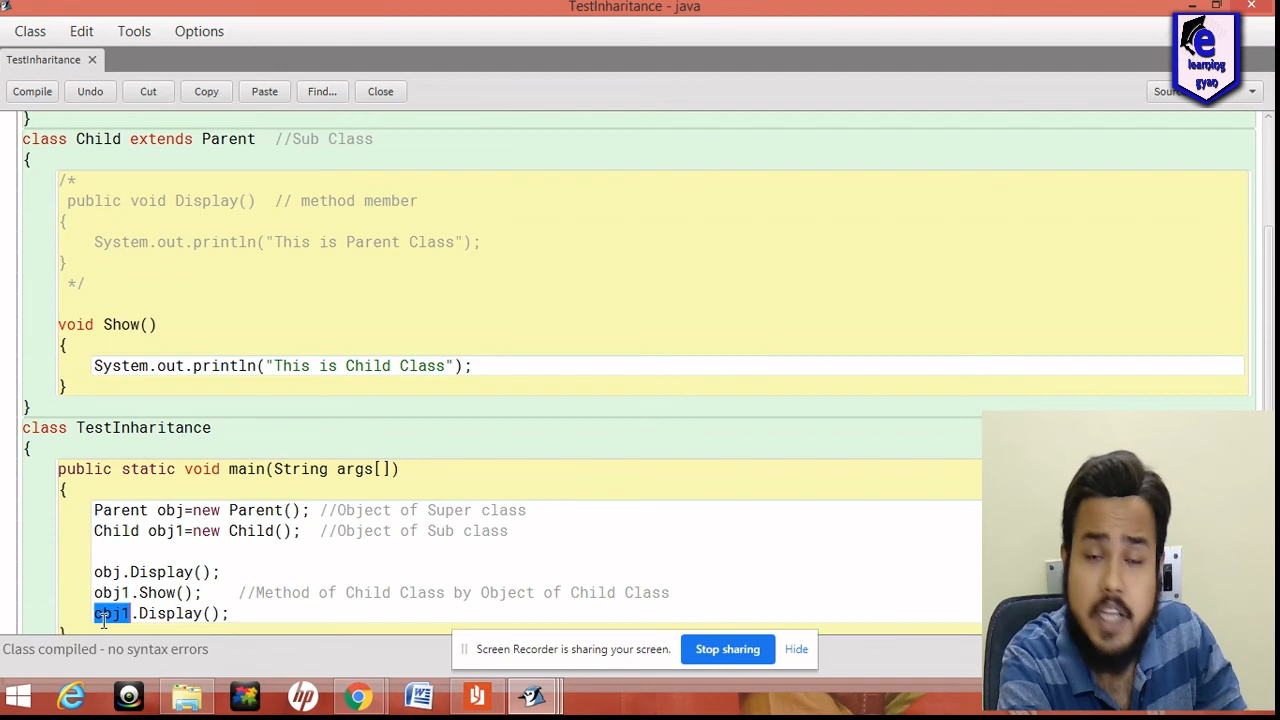 TestInharitance - java
Class Edit Tools Options
TestInharitance
Compile Undo Cut Copy Paste Find... Close
e
learning
gyan
}
class Child extends Parent //Sub Class
{
/*
public void Display() // method member
{
System.out.println("This is Parent Class");
}
*/
void Show()
{
System.out.println("This is Child Class");
}
}
class TestInharitance
{
public static void main(String args[])
{
Parent obj=new Parent(); //Object of Super class
Child obj1=new Child(); //Object of Sub class
obj.Display();
obj1.Show(); //Method of Child Class by Object of Child Class
obj1.Display();
}
Class compiled - no syntax errors
Screen Recorder is sharing your screen. Stop sharing Hide
hp